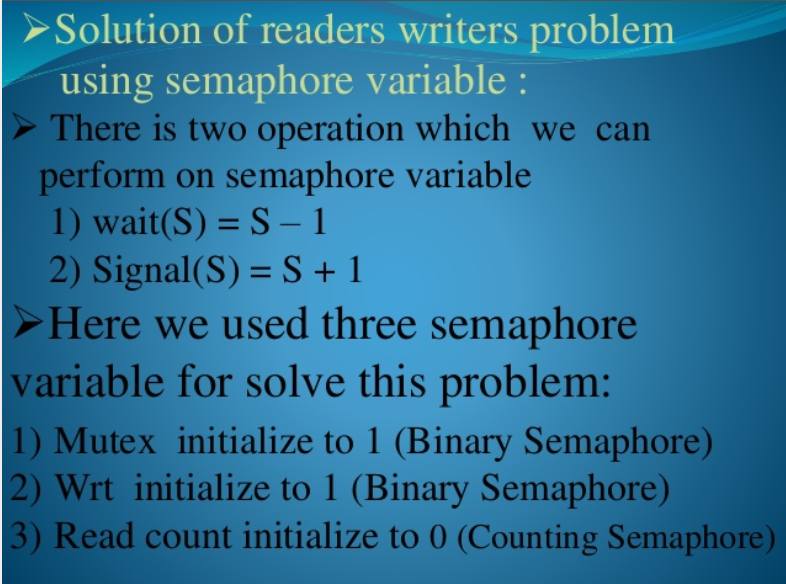 ➢Solution of readers writers problem
using semaphore variable :
➢ There is two operation which we can
perform on semaphore variable
1) wait(S) = S – 1
2) Signal(S) = S + 1
➢Here we used three semaphore
variable for solve this problem:
1) Mutex initialize to 1 (Binary Semaphore)
2) Wrt initialize to 1 (Binary Semaphore)
3) Read count initialize to 0 (Counting Semaphore)